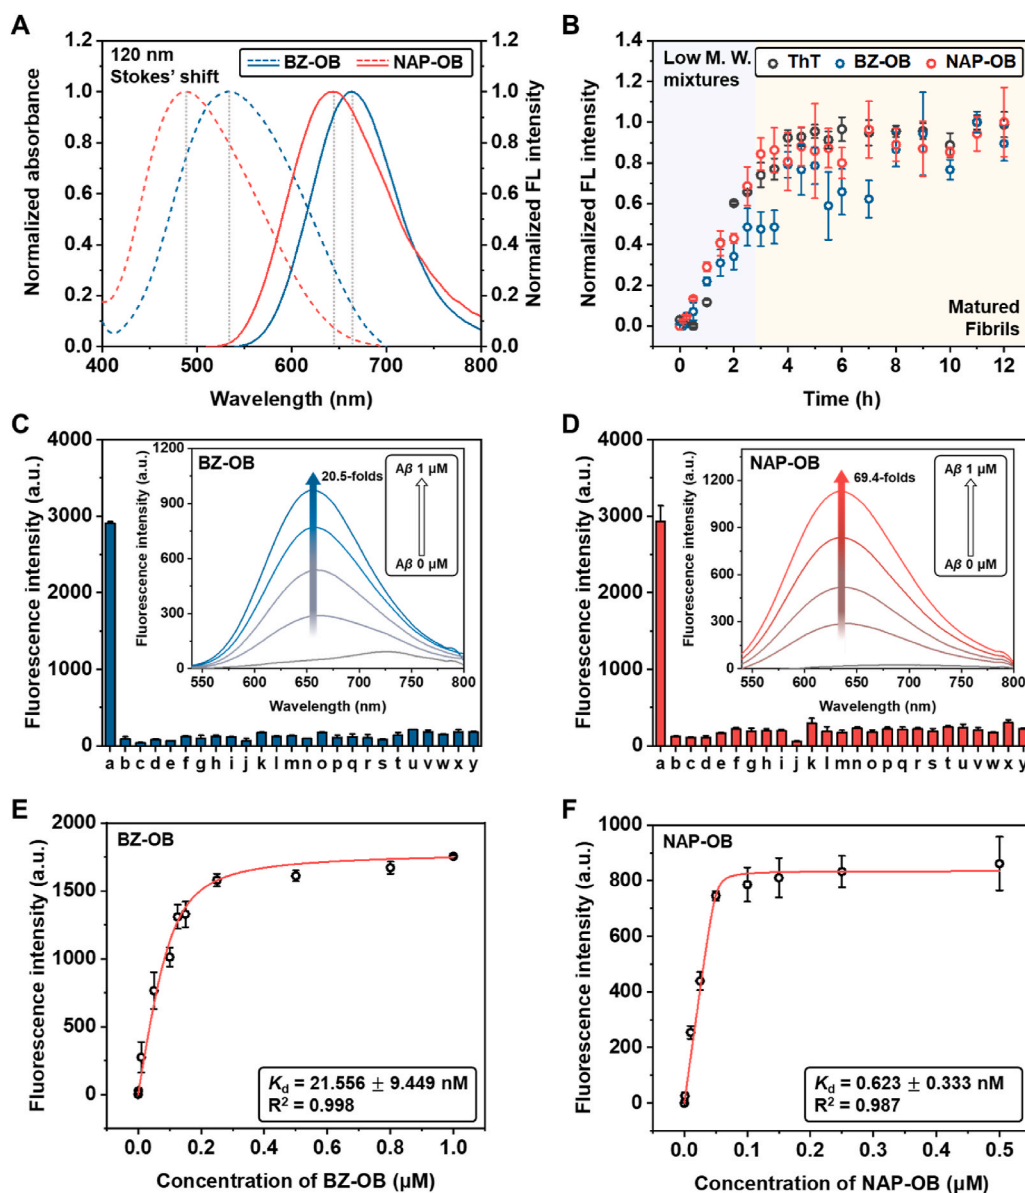 A
120 nm
Stokes' shift
BZ-OB
NAP-OB
Normalized absorbance
Normalized FL intensity
1.2
1.0
0.8
0.6
0.4
0.2
0.0
1.2
1.0
0.8
0.6
0.4
0.2
0.0
400
500
600
700
800
Wavelength (nm)
B
Low M. W.
mixtures
ThT
BZ-OB
NAP-OB
Matured
Fibrils
Normalized FL intensity
1.4
1.2
1.0
0.8
0.6
0.4
0.2
0.0
0
2
4
6
8
10
12
Time (h)
C
Fluorescence intensity (a.u.)
4000
3000
2000
1000
0
a b c d e f g h i j k l m n o p q r s t u v w x y
BZ-OB
20.5-folds
Aβ 1 μM
Aβ 0 μM
Fluorescence intensity (a.u.)
1200
900
600
300
0
550 600 650 700 750 800
Wavelength (nm)
D
Fluorescence intensity (a.u.)
4000
3000
2000
1000
0
a b c d e f g h i j k l m n o p q r s t u v w x y
NAP-OB
69.4-folds
Aβ 1 μM
Aβ 0 μM
Fluorescence intensity (a.u.)
1200
900
600
300
0
550 600 650 700 750 800
Wavelength (nm)
E
BZ-OB
Fluorescence intensity (a.u.)
2000
1500
1000
500
0
0.0 0.2 0.4 0.6 0.8 1.0
Kd = 21.556 ± 9.449 nM
R² = 0.998
Concentration of BZ-OB (μM)
F
NAP-OB
Fluorescence intensity (a.u.)
1000
800
600
400
200
0
0.0 0.1 0.2 0.3 0.4 0.5
Kd = 0.623 ± 0.333 nM
R² = 0.987
Concentration of NAP-OB (μM)